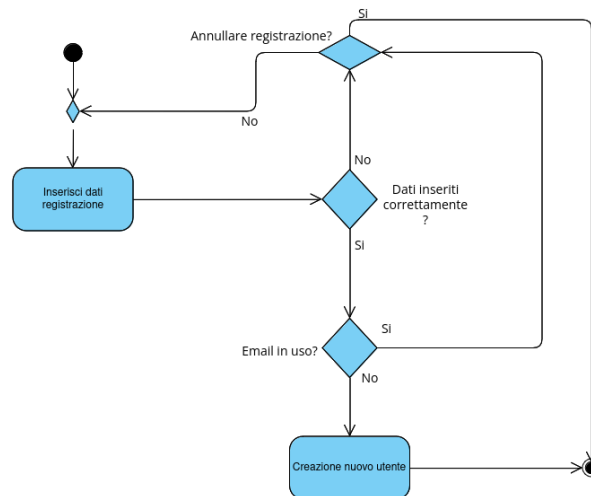 Si
Annullare registrazione?
No
No
Inserisci dati
registrazione
Dati inseriti
correttamente
?
Si
Si
Email in uso?
No
Creazione nuovo utente